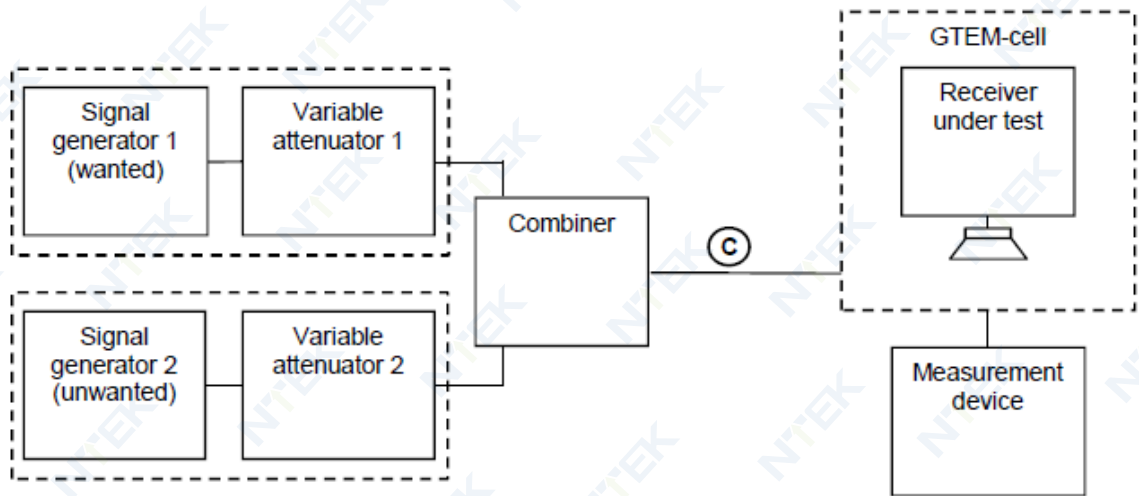 GTEM-cell
Signal
generator 1
(wanted)
Variable
attenuator 1
Receiver
under test
Combiner
C
Signal
generator 2
(unwanted)
Variable
attenuator 2
Measurement
device
NTEK